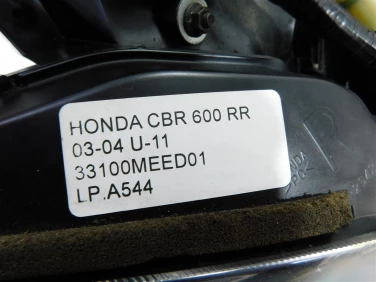 HONDA CBR 600 RR
03-04 U-11
33100MEED01
LP.A544
R